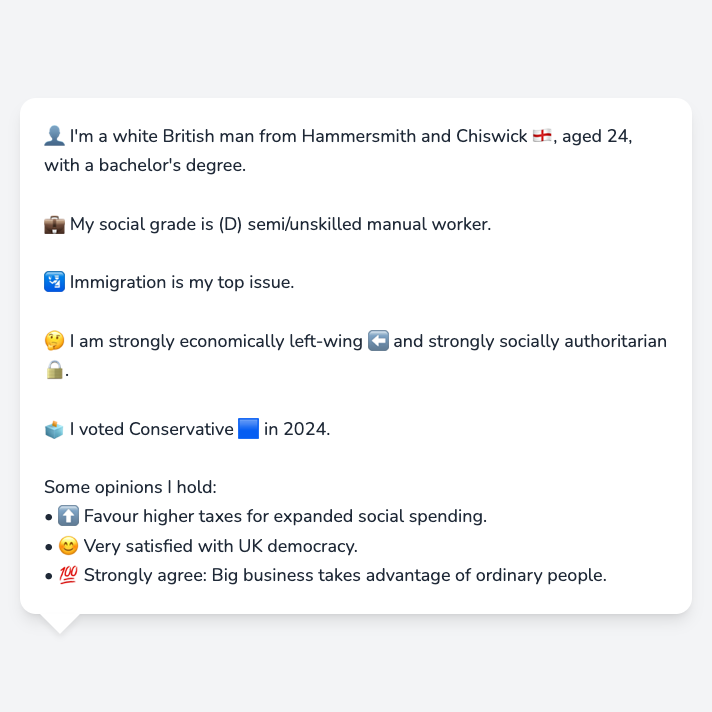 👤 I'm a white British man from Hammersmith and Chiswick 🏴󠁧󠁢󠁥󠁮󠁧󠁿, aged 24,
with a bachelor's degree.
💼 My social grade is (D) semi/unskilled manual worker.
🛂 Immigration is my top issue.
🤔 I am strongly economically left-wing ⬅️ and strongly socially authoritarian
🔒.
🗳️ I voted Conservative 🟦 in 2024.
Some opinions I hold:
• ⬆️ Favour higher taxes for expanded social spending.
• 😊 Very satisfied with UK democracy.
• 💯 Strongly agree: Big business takes advantage of ordinary people.